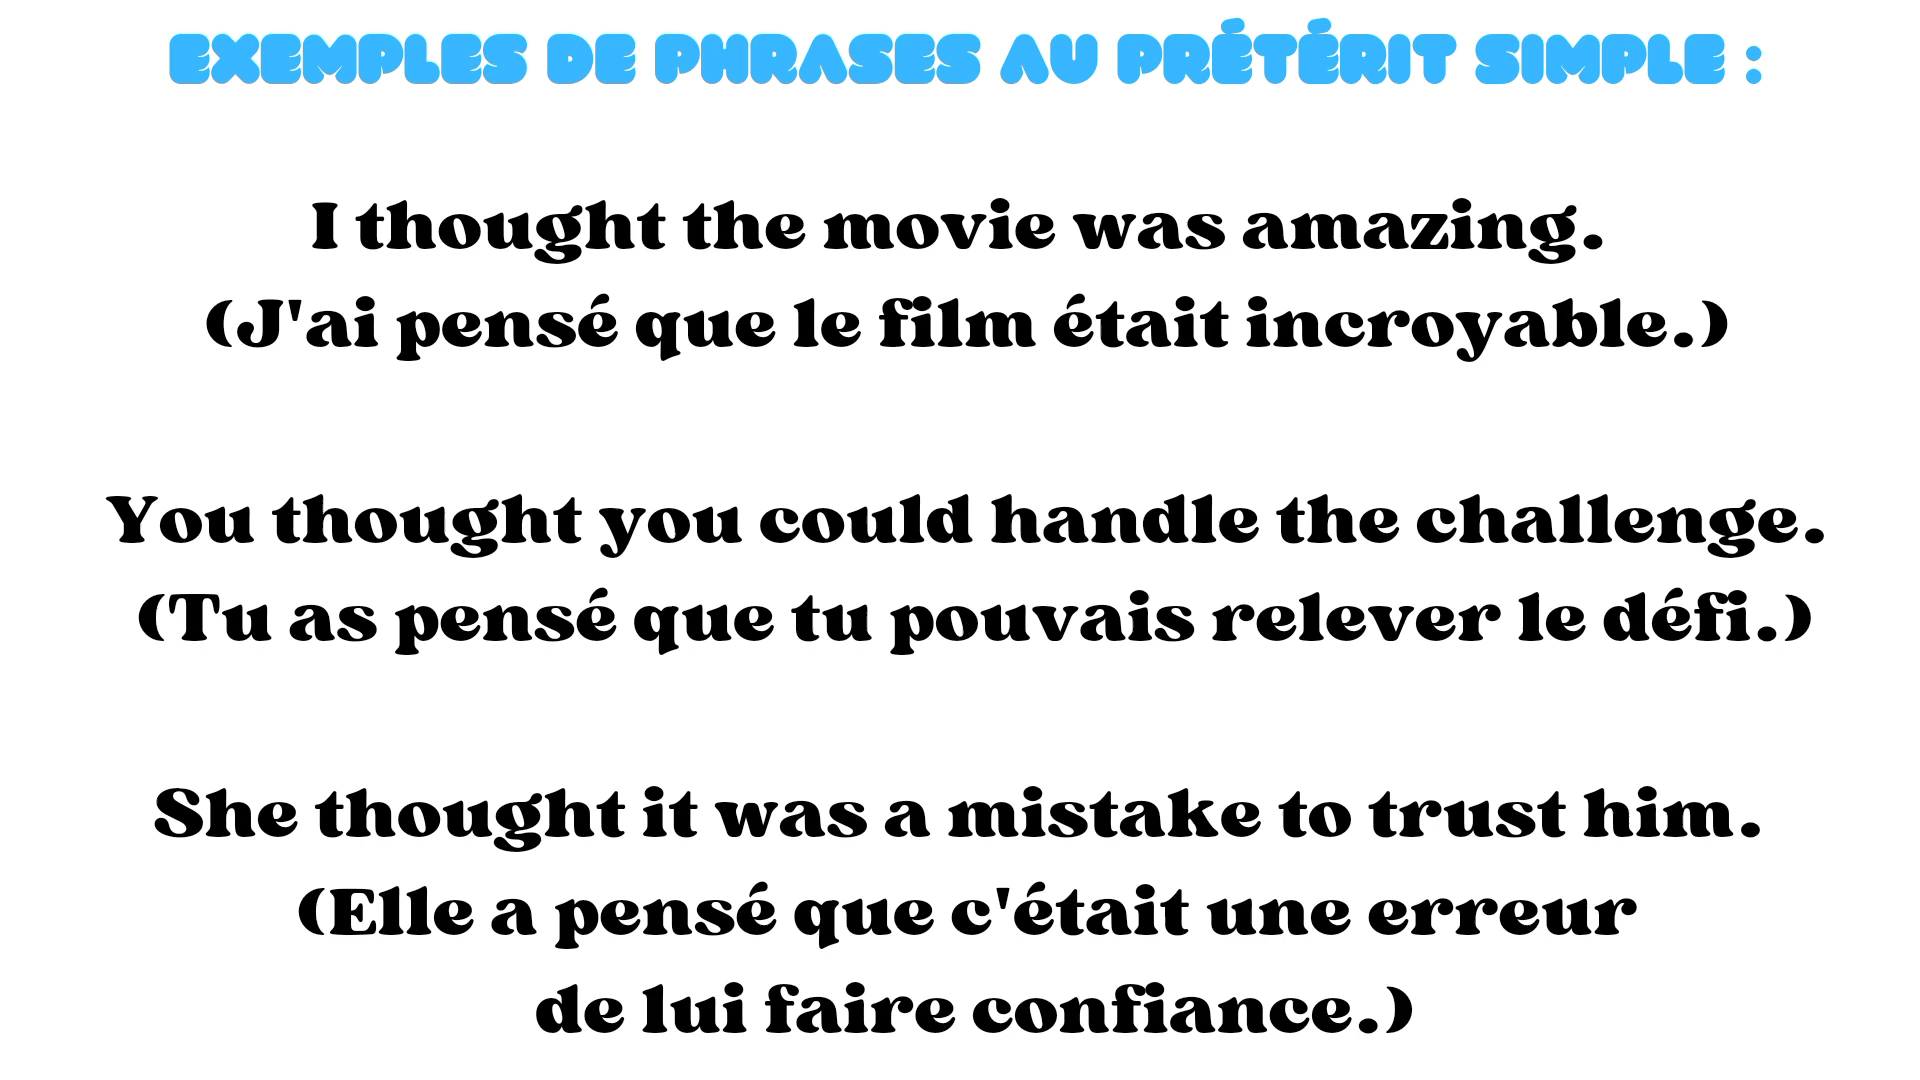 EXEMPLES DE PHRASES AU PRÉTÉRIT SIMPLE :
I thought the movie was amazing.
(J'ai pensé que le film était incroyable.)
You thought you could handle the challenge.
(Tu as pensé que tu pouvais relever le défi.)
She thought it was a mistake to trust him.
(Elle a pensé que c'était une erreur
de lui faire confiance.)